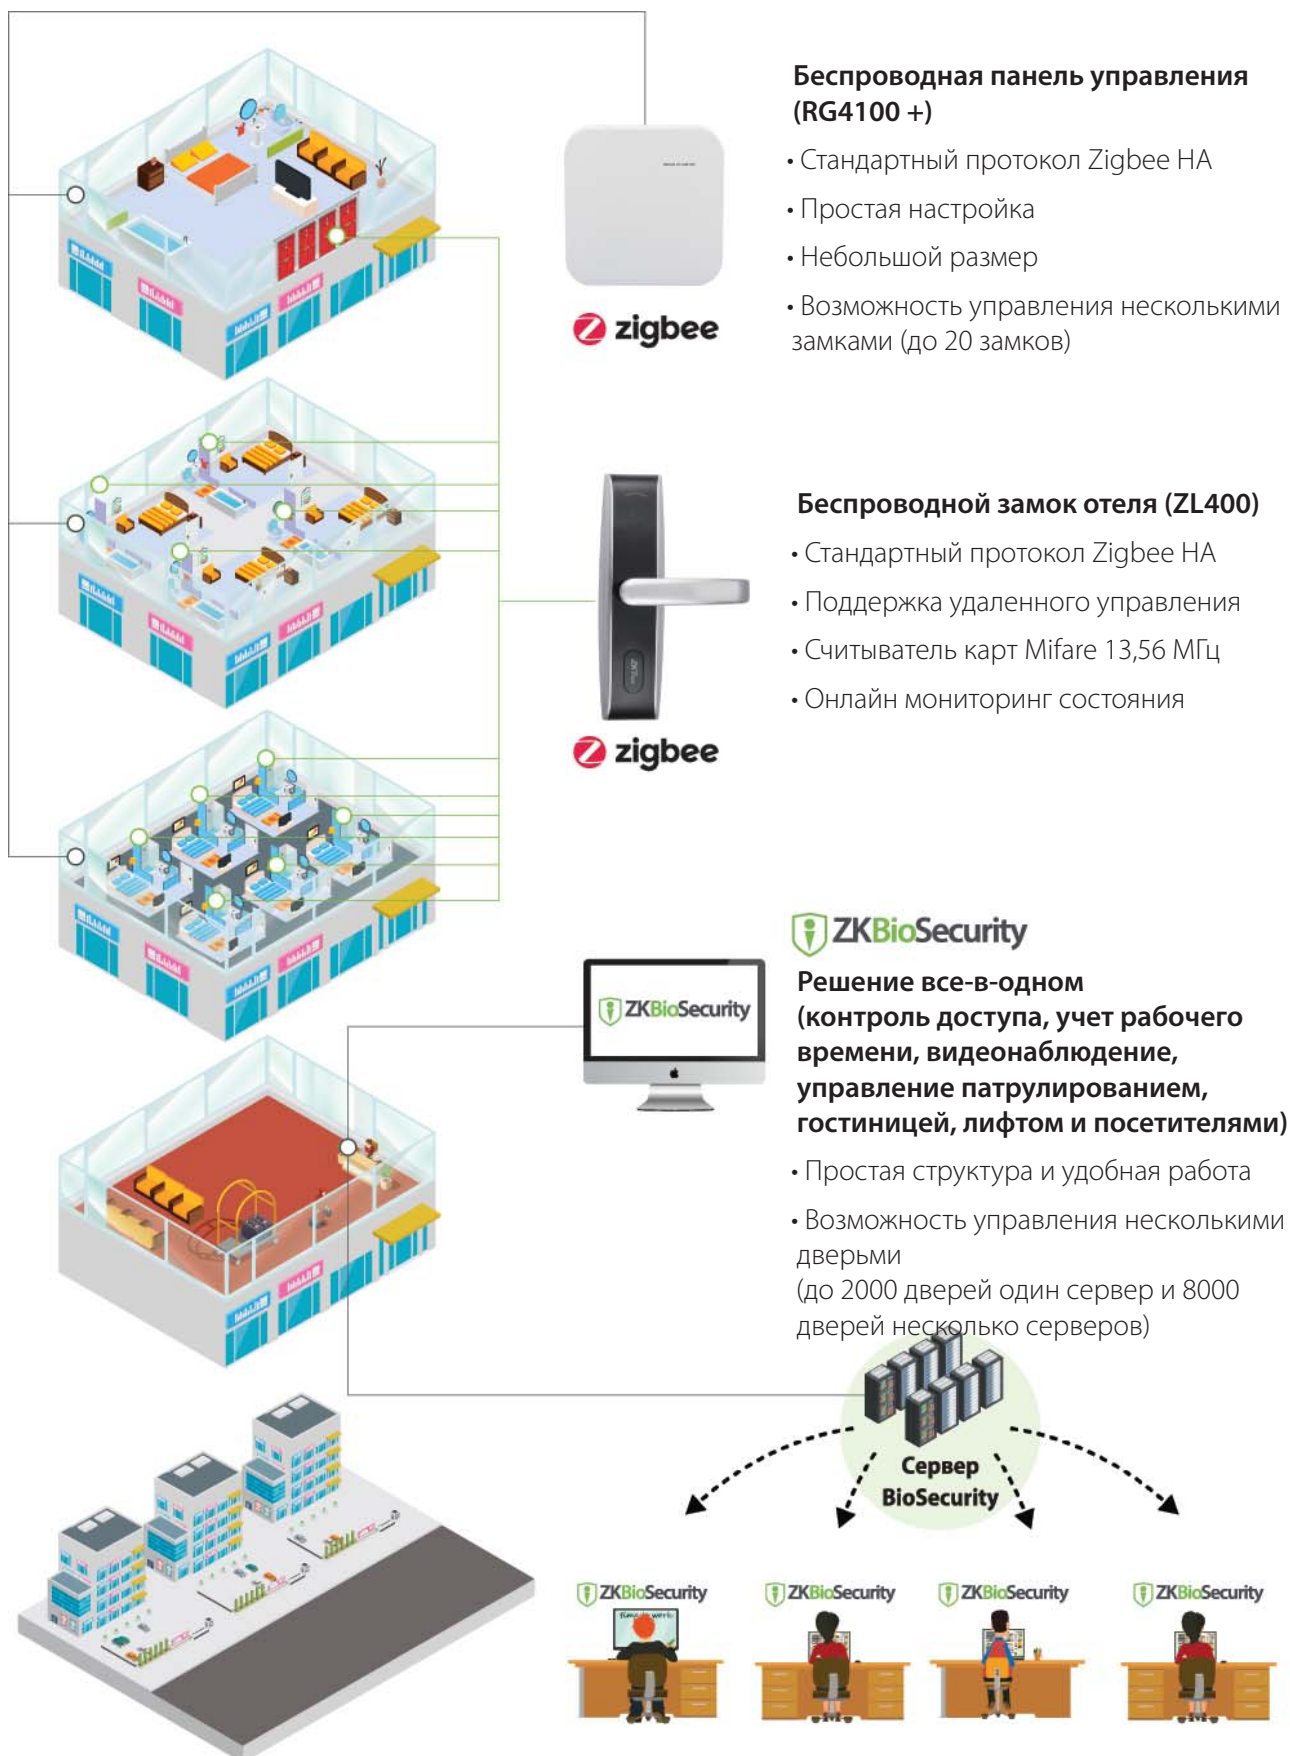 Беспроводная панель управления
(RG4100 +)
• Стандартный протокол Zigbee HA
• Простая настройка
• Небольшой размер
• Возможность управления несколькими
замками (до 20 замков)
zigbee
Беспроводной замок отеля (ZL400)
• Стандартный протокол Zigbee HA
• Поддержка удаленного управления
• Считыватель карт Mifare 13,56 МГц
• Онлайн мониторинг состояния
zigbee
ZKBioSecurity
ZKBioSecurity
Решение все-в-одном
(контроль доступа, учет рабочего
времени, видеонаблюдение,
управление патрулированием,
гостиницей, лифтом и посетителями)
• Простая структура и удобная работа
• Возможность управления несколькими
дверьми
(до 2000 дверей один сервер и 8000
дверей несколько серверов)
Сервер
BioSecurity
ZKBioSecurity
ZKBioSecurity
ZKBioSecurity
ZKBioSecurity